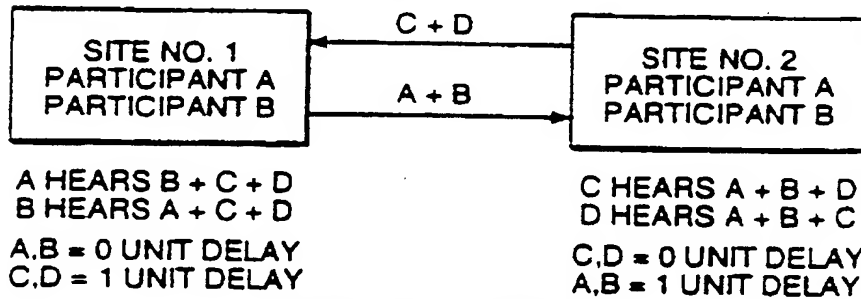 C + D
SITE NO. 1
PARTICIPANT A
PARTICIPANT B
A + B
SITE NO. 2
PARTICIPANT A
PARTICIPANT B
A HEARS B + C + D
B HEARS A + C + D
A,B = 0 UNIT DELAY
C,D = 1 UNIT DELAY
C HEARS A + B + D
D HEARS A + B + C
C,D = 0 UNIT DELAY
A,B = 1 UNIT DELAY